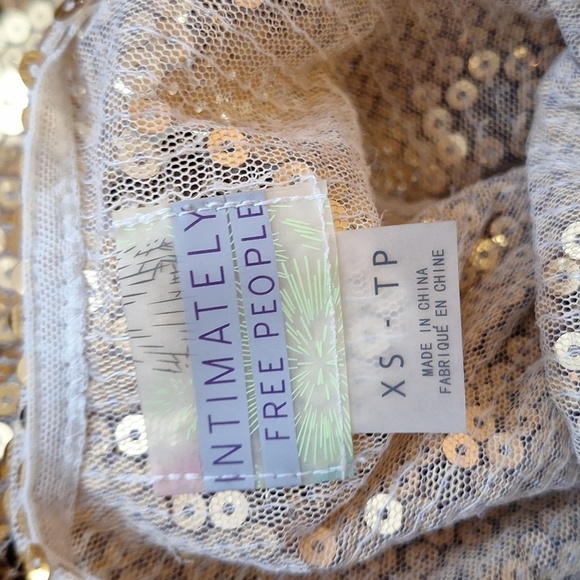 INTIMATELY
FREE PEOPLE
XS - TP
MADE IN CHINA
FABRIQUÉ EN CHINE